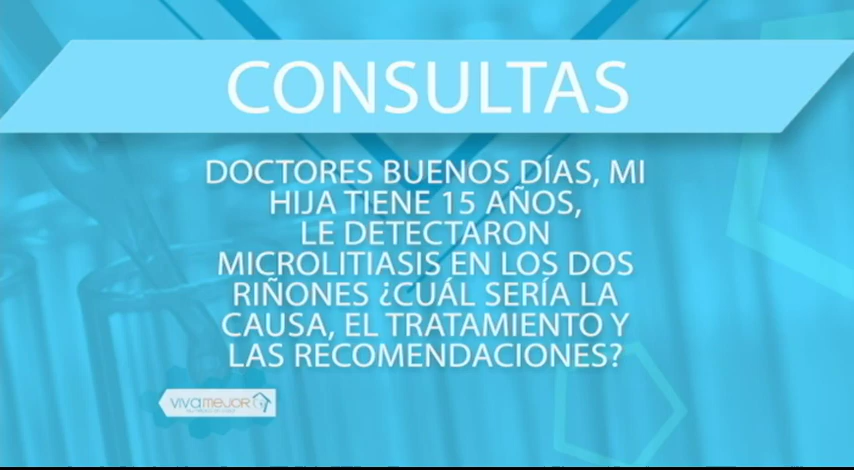 CONSULTAS
DOCTORES BUENOS DÍAS, MI
HIJA TIENE 15 AÑOS,
LE DETECTARON
MICROLITIASIS EN LOS DOS
RIÑONES ¿CUÁL SERÍA LA
CAUSA, EL TRATAMIENTO Y
LAS RECOMENDACIONES?
VIVAMEJOR